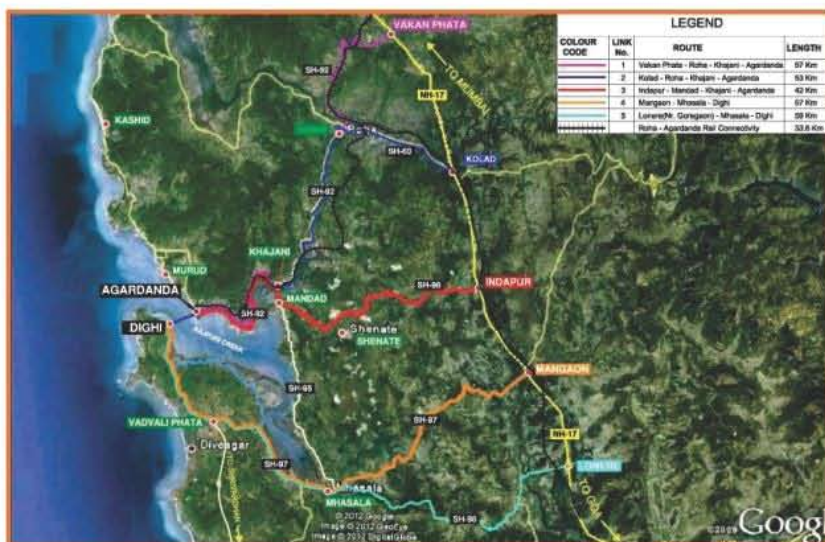 LEGEND
COLOUR CODE LINK No. ROUTE LENGTH
1 Vakan Phata - Roha - Khajani - Agardanda 57 Km
2 Kolad - Roha - Khajani - Agardanda 53 Km
3 Indapur - Mandad - Khajani - Agardanda 42 Km
4 Mangaon - Mhasala - Dighi 57 Km
5 Lonere(Nr. Goregaon) - Mhasala - Dighi 59 Km
Roha - Agardanda Rail Connectivity 33.6 Km
VAKAN PHATA
TO MUMBAI
SH-92
NH-17
KASHID
SH-60
KOLAD
SH-92
KHAJANI
MURUD
AGARDANDA
MANDAD
SH-96
INDAPUR
SH-92
DIGHI
RAJPURI CREEK
Shenate
SHENATE
SH-95
MANGAON
VADVALI PHATA
SH-97
NH-17
Diveagar
SH-97
Mhasala
MHASALA
SH-98
TO GOA
© 2012 Google
Image © 2012 GeoEye
Image © 2012 DigitalGlobe
©2009 Google